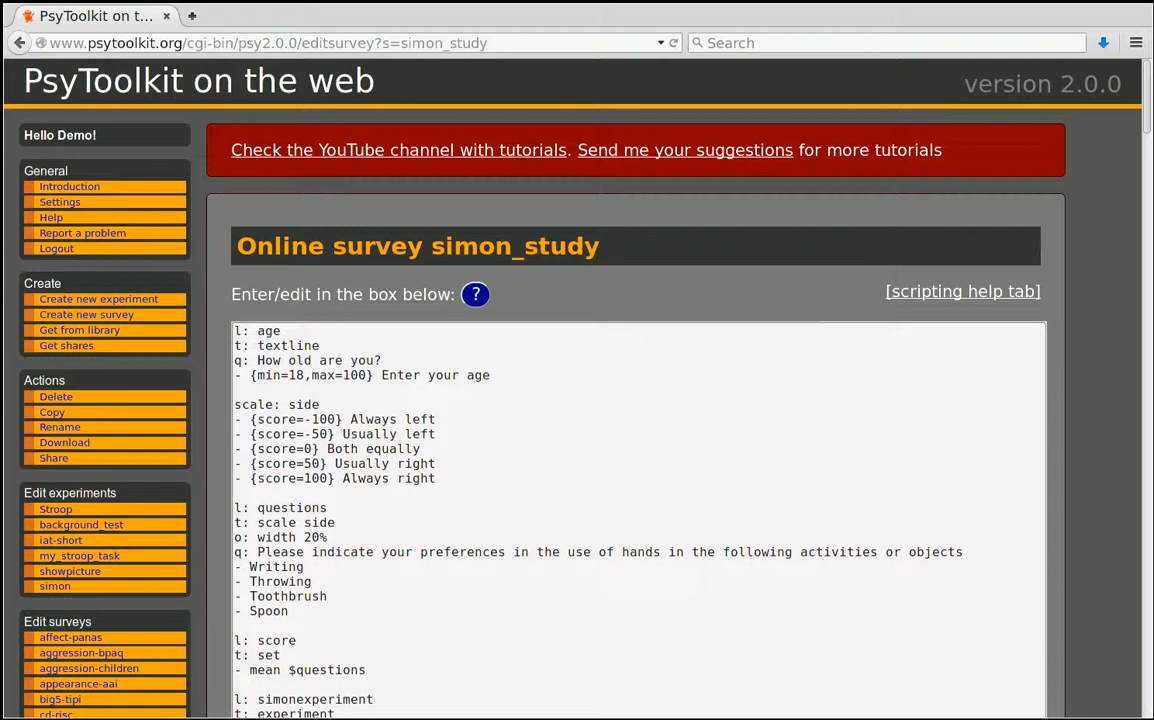 PsyToolkit on t...
www.psytoolkit.org/cgi-bin/psy2.0.0/editsurvey?s=simon_study
Search
PsyToolkit on the web
version 2.0.0
Hello Demo!
General
Introduction
Settings
Help
Report a problem
Logout
Create
Create new experiment
Create new survey
Get from library
Get shares
Actions
Delete
Copy
Rename
Download
Share
Edit experiments
Stroop
background_test
iat-short
my_stroop_task
showpicture
simon
Edit surveys
affect-panas
aggression-bpaq
aggression-children
appearance-aai
big5-tipi
cd-risc
Check the YouTube channel with tutorials. Send me your suggestions for more tutorials
Online survey simon_study
Enter/edit in the box below: ?
[scripting help tab]
l: age
t: textline
q: How old are you?
- {min=18,max=100} Enter your age
scale: side
- {score=-100} Always left
- {score=-50} Usually left
- {score=0} Both equally
- {score=50} Usually right
- {score=100} Always right
l: questions
t: scale side
o: width 20%
q: Please indicate your preferences in the use of hands in the following activities or objects
- Writing
- Throwing
- Toothbrush
- Spoon
l: score
t: set
- mean $questions
l: simonexperiment
t: experiment